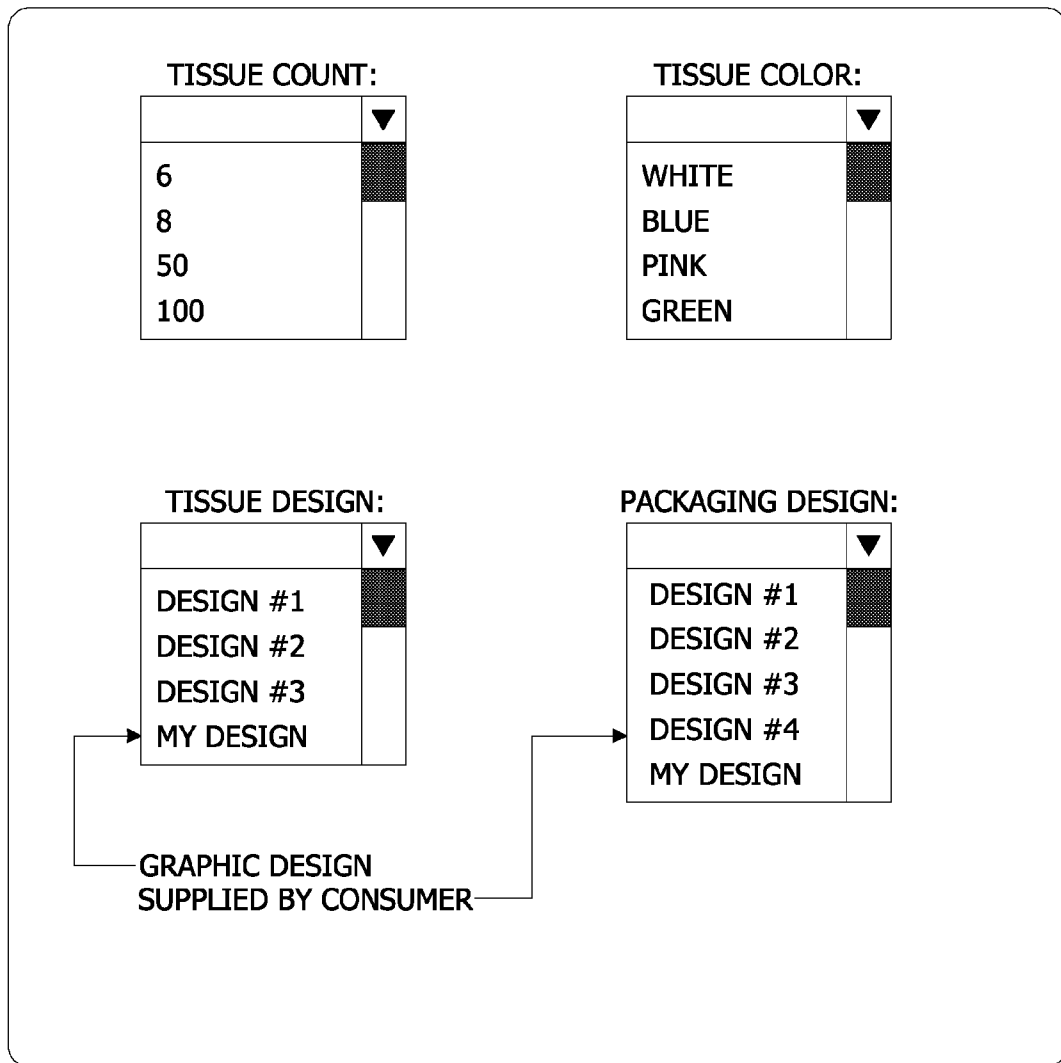 TISSUE COUNT:
6
8
50
100
TISSUE COLOR:
WHITE
BLUE
PINK
GREEN
TISSUE DESIGN:
DESIGN #1
DESIGN #2
DESIGN #3
MY DESIGN
PACKAGING DESIGN:
DESIGN #1
DESIGN #2
DESIGN #3
DESIGN #4
MY DESIGN
GRAPHIC DESIGN
SUPPLIED BY CONSUMER